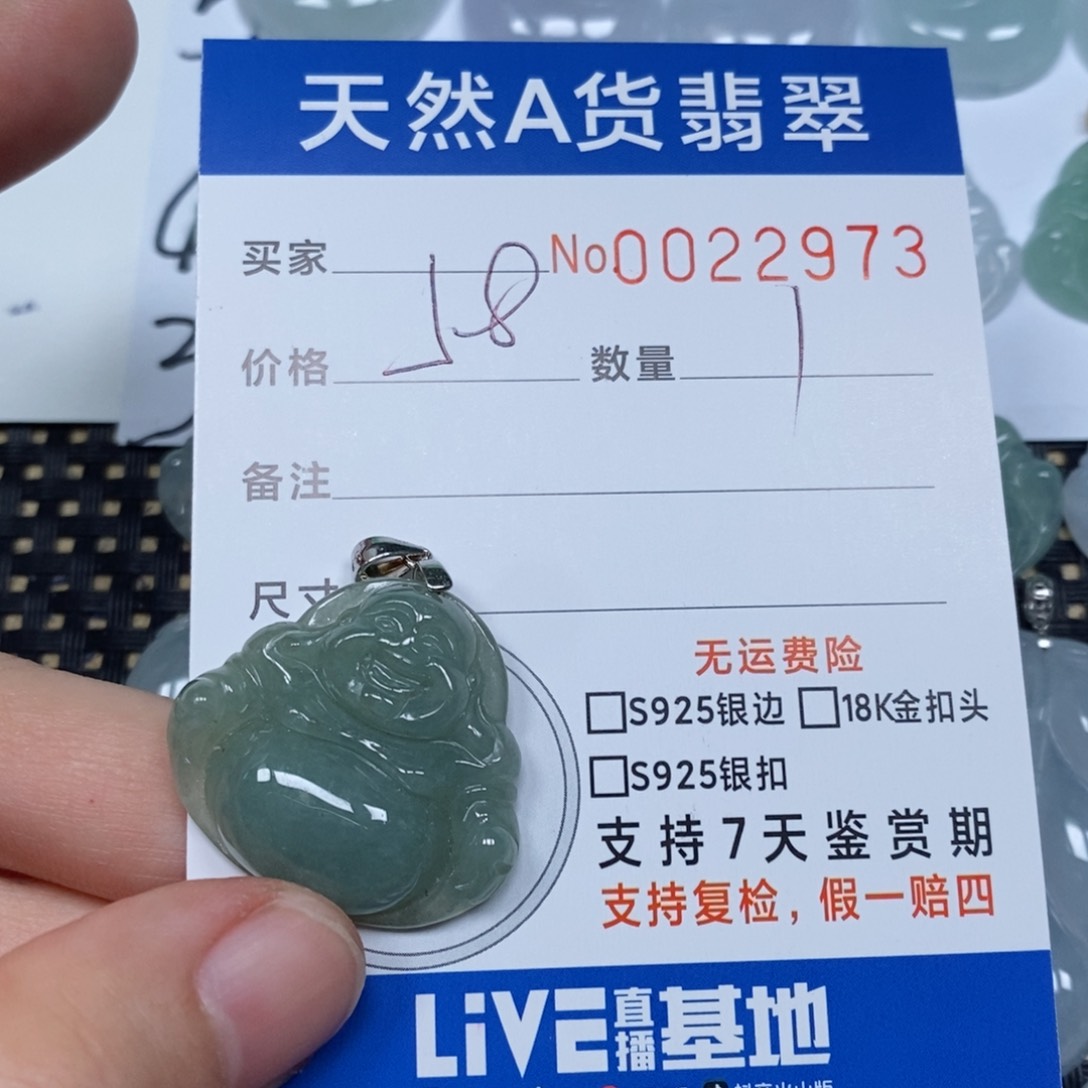 天然A货翡翠
买家 No.0022973
价格 58 数量 1
备注
尺寸
无运费险
S925银边 18K金扣头
S925银扣
支持7天鉴赏期
支持复检，假一赔四
LiVE直播基地